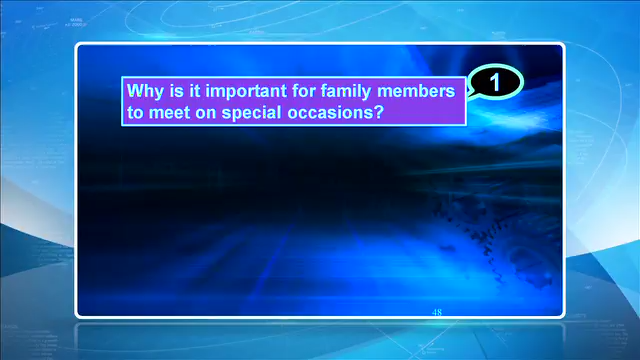 1
Why is it important for family members
to meet on special occasions?
48